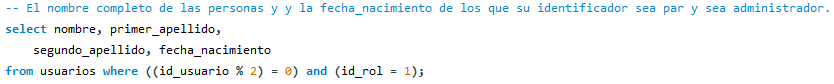 -- El nombre completo de las personas y y la fecha_nacimiento de los que su identificador sea par y sea administrador.
select nombre, primer_apellido,
segundo_apellido, fecha_nacimiento
from usuarios where ((id_usuario % 2) = 0) and (id_rol = 1);